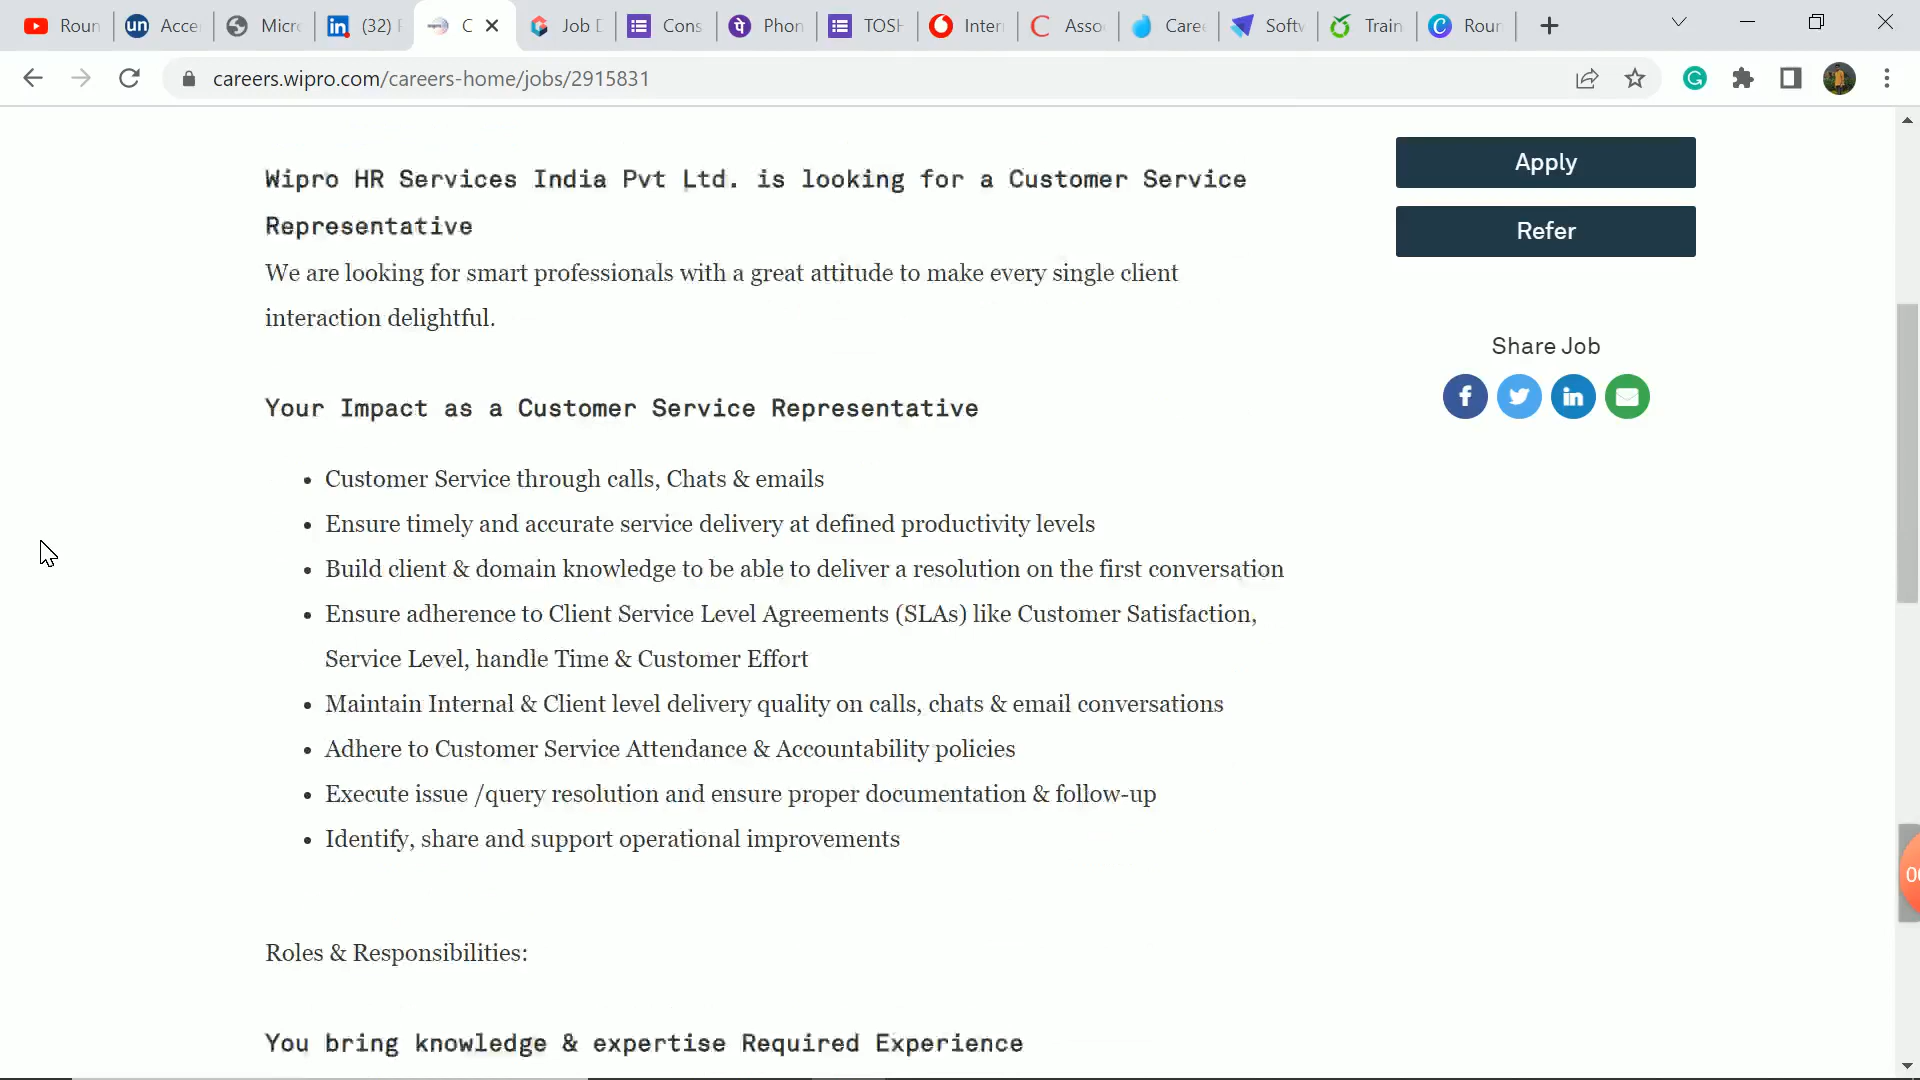 Roun
un Acce
Micro
in (32) F
C
Job D
Cons
Phon
TOSH
Inter
Asso
Caree
Softw
Train
Roun
careers.wipro.com/careers-home/jobs/2915831
Wipro HR Services India Pvt Ltd. is looking for a Customer Service
Representative
We are looking for smart professionals with a great attitude to make every single client
interaction delightful.
Apply
Refer
Share Job
Your Impact as a Customer Service Representative
• Customer Service through calls, Chats & emails
• Ensure timely and accurate service delivery at defined productivity levels
• Build client & domain knowledge to be able to deliver a resolution on the first conversation
• Ensure adherence to Client Service Level Agreements (SLAs) like Customer Satisfaction,
Service Level, handle Time & Customer Effort
• Maintain Internal & Client level delivery quality on calls, chats & email conversations
• Adhere to Customer Service Attendance & Accountability policies
• Execute issue /query resolution and ensure proper documentation & follow-up
• Identify, share and support operational improvements
Roles & Responsibilities:
You bring knowledge & expertise Required Experience